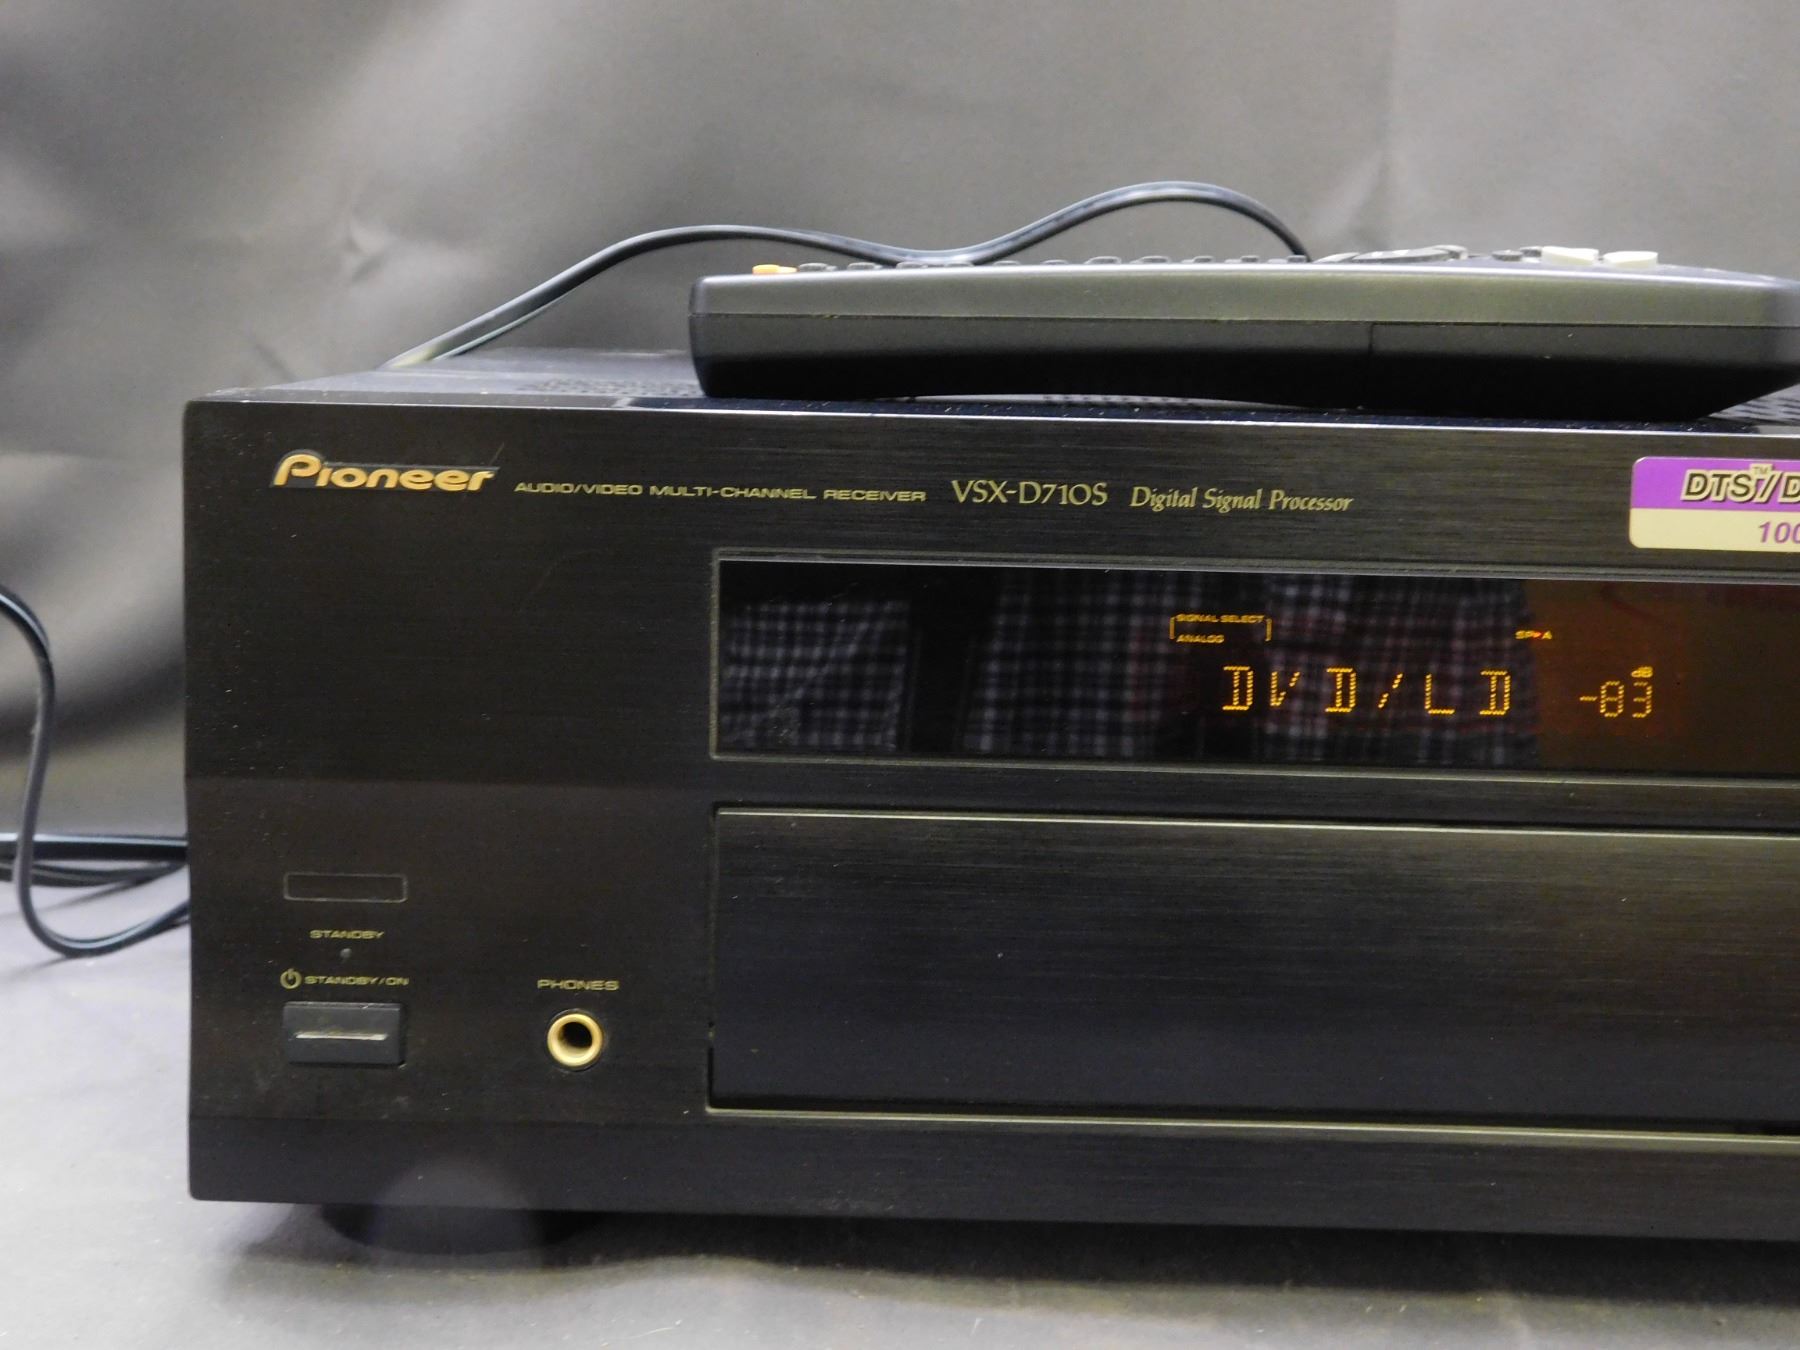 Pioneer AUDIO/VIDEO MULTI-CHANNEL RECEIVER VSX-D710S Digital Signal Processor
DTS™/D
100
SIGNAL SELECT
ANALOG
SP▸A
DVD/LD -83 dB
STANDBY
STANDBY/ON
PHONES